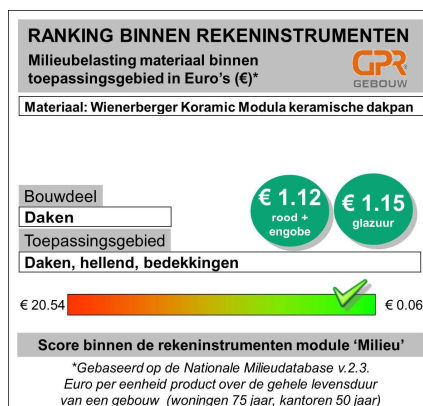 RANKING BINNEN REKENINSTRUMENTEN
Milieubelasting materiaal binnen
toepassingsgebied in Euro's (€)*
GPR
GEBOUW
Materiaal: Wienerberger Koramic Modula keramische dakpan
€ 1.12
rood +
engobe
€ 1.15
glazuur
Bouwdeel
Daken
Toepassingsgebied
Daken, hellend, bedekkingen
€ 20.54
€ 0.06
Score binnen de rekeninstrumenten module ‘Milieu’
*Gebaseerd op de Nationale Milieudatabase v.2.3.
Euro per eenheid product over de gehele levensduur
van een gebouw (woningen 75 jaar, kantoren 50 jaar)